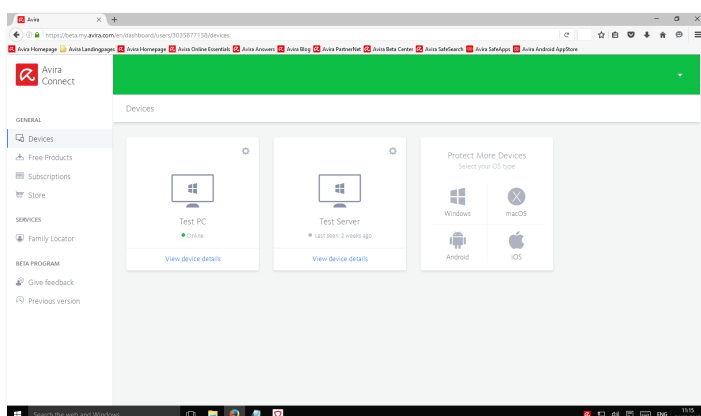 Avira
https://beta.my.avira.com/en/dashboard/users/3035877138/devices
Avira Homepage Avira Landingpages Avira Homepage Avira Online Essentials Avira Answers Avira Blog Avira PartnerNet Avira Beta Center Avira SafeSearch Avira SafeApps Avira Android AppStore
Avira
Connect
Devices
GENERAL
Devices
Free Products
Subscriptions
Store
SERVICES
Family Locator
BETA PROGRAM
Give feedback
Previous version
Test PC
Online
View device details
Test Server
Last seen: 2 weeks ago
View device details
Protect More Devices
Select your OS type
Windows
macOS
Android
iOS
Search the web and Windows
ENG
11:15